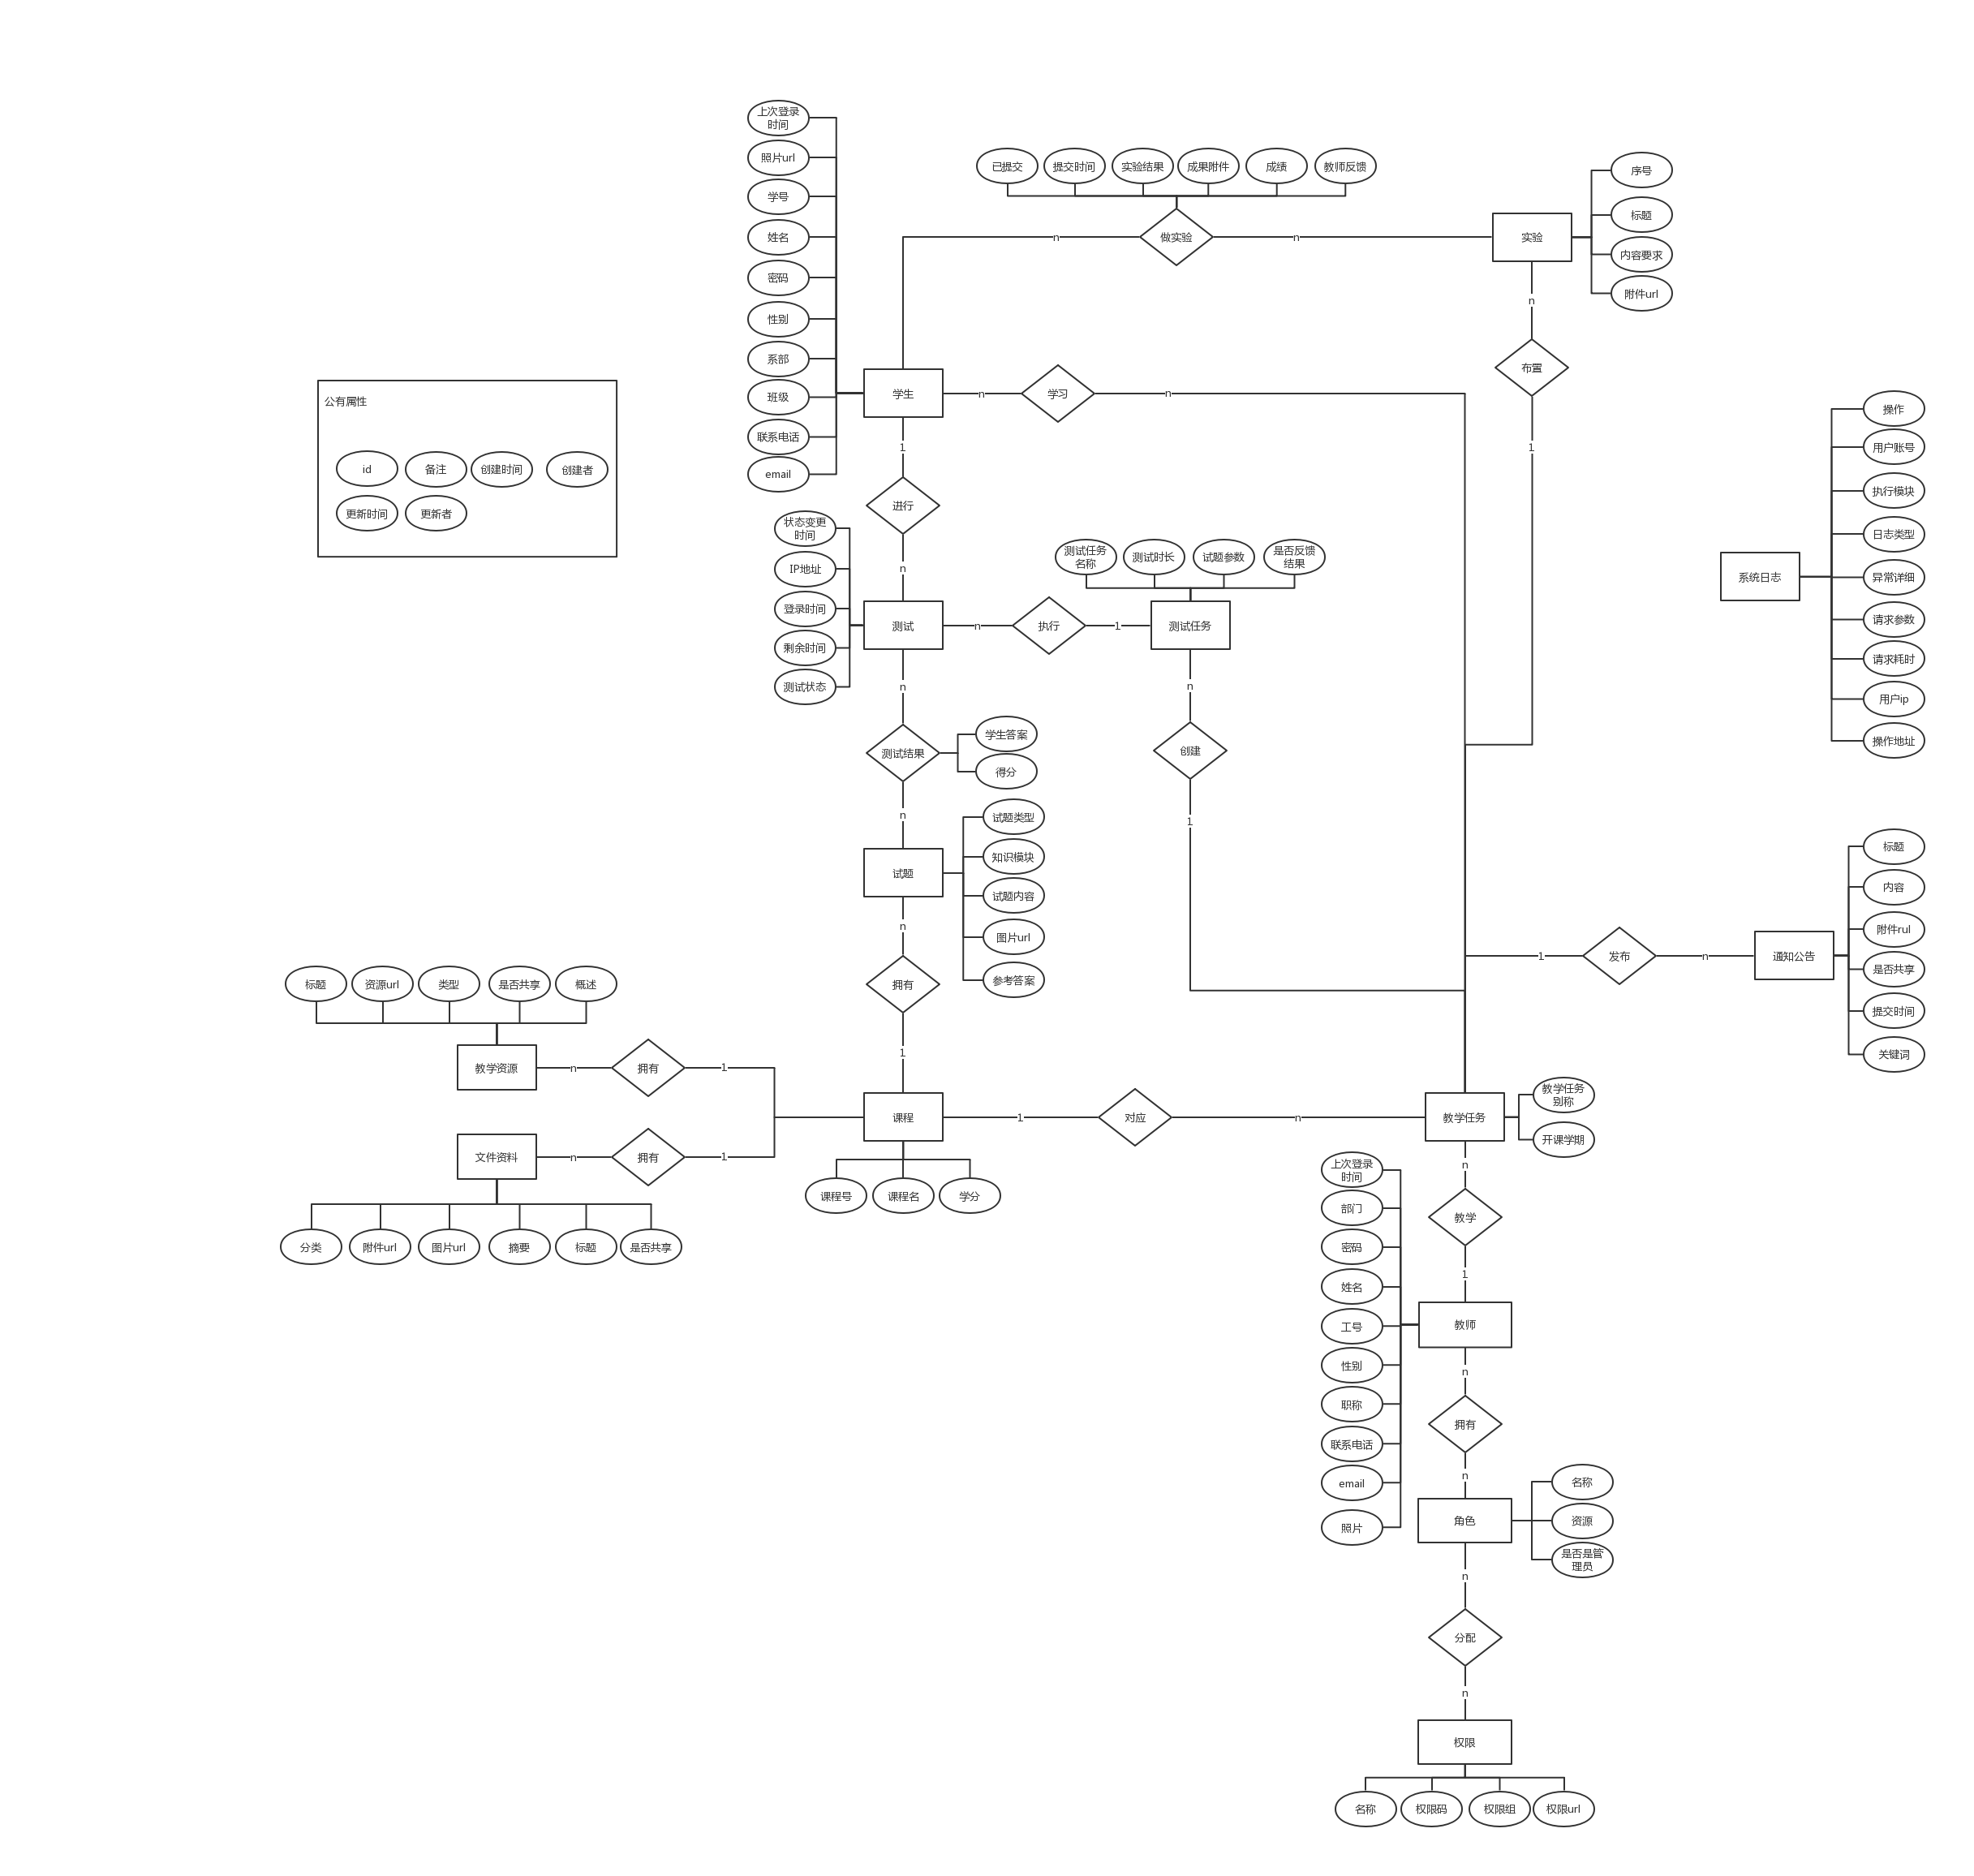 上次登录
时间
照片url
学号
姓名
密码
性别
系部
班级
联系电话
email
已提交
提交时间
实验结果
成果附件
成绩
教师反馈
n
做实验
n
实验
序号
标题
内容要求
附件url
n
布置
1
学生
n
学习
n
1
进行
n
公有属性
id
备注
创建时间
创建者
更新时间
更新者
状态变更
时间
IP地址
登录时间
剩余时间
测试状态
测试
n
执行
1
测试任务
测试任务
名称
测试时长
试题参数
是否反馈
结果
n
创建
1
n
测试结果
学生答案
得分
n
试题
试题类型
知识模块
试题内容
图片url
参考答案
n
拥有
1
系统日志
操作
用户账号
执行模块
日志类型
异常详细
请求参数
请求耗时
用户ip
操作地址
1
发布
n
通知公告
标题
内容
附件rul
是否共享
提交时间
关键词
标题
资源url
类型
是否共享
概述
教学资源
n
拥有
1
文件资料
n
拥有
1
分类
附件url
图片url
摘要
标题
是否共享
课程
1
对应
n
教学任务
课程号
课程名
学分
教学任务
别称
开课学期
n
教学
1
上次登录
时间
部门
密码
姓名
工号
性别
职称
联系电话
email
照片
教师
n
拥有
n
角色
名称
资源
是否是管
理员
n
分配
n
权限
名称
权限码
权限组
权限url